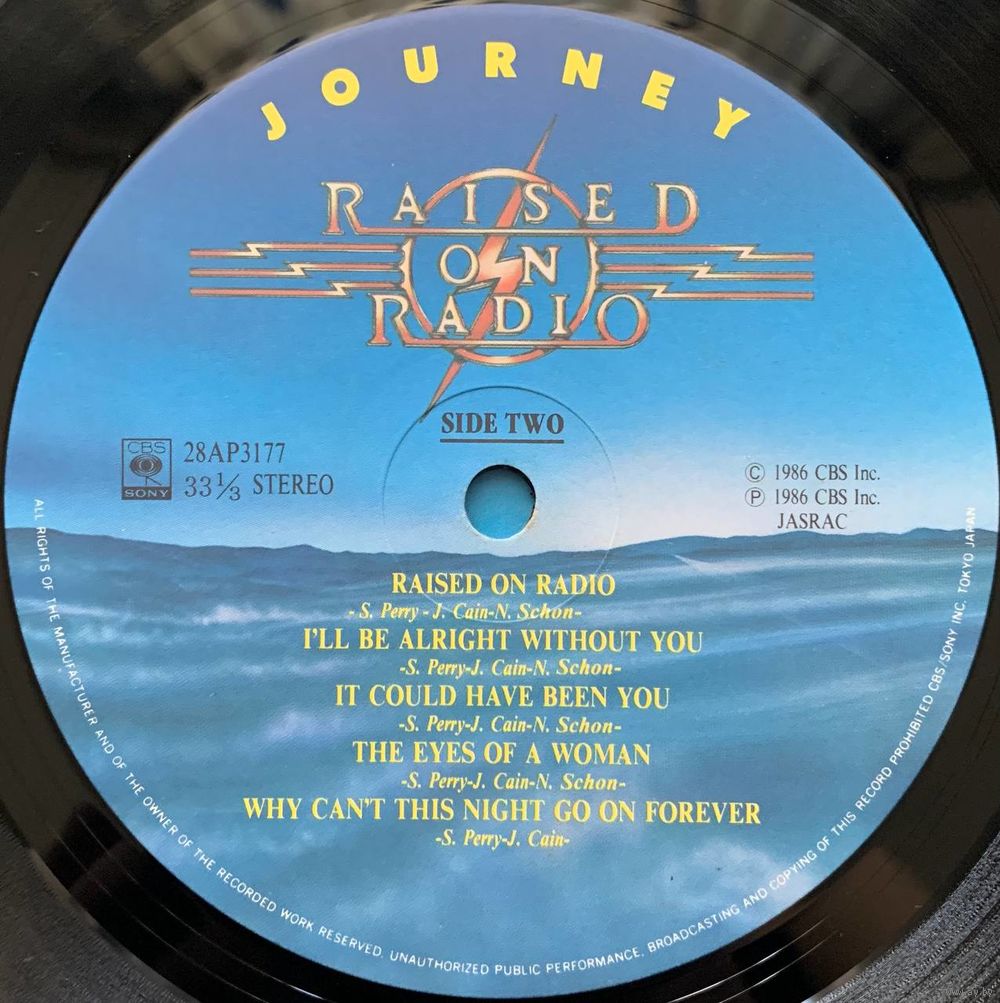 JOURNEY
RAISED
ON
RADIO
SIDE TWO
CBS
SONY
28AP3177
33 1/3 STEREO
Ⓒ 1986 CBS Inc.
Ⓟ 1986 CBS Inc.
JASRAC
RAISED ON RADIO
- S. Perry - J. Cain-N. Schon-
I'LL BE ALRIGHT WITHOUT YOU
-S. Perry-J. Cain-N. Schon-
IT COULD HAVE BEEN YOU
-S. Perry-J. Cain-N. Schon-
THE EYES OF A WOMAN
-S. Perry-J. Cain-N. Schon-
WHY CAN'T THIS NIGHT GO ON FOREVER
-S. Perry-J. Cain-
ALL RIGHTS OF THE MANUFACTURER AND OF THE OWNER OF THE RECORDED WORK RESERVED. UNAUTHORIZED PUBLIC PERFORMANCE. BROADCASTING AND COPYING OF THIS RECORD PROHIBITED CBS/SONY INC. TOKYO JAPAN